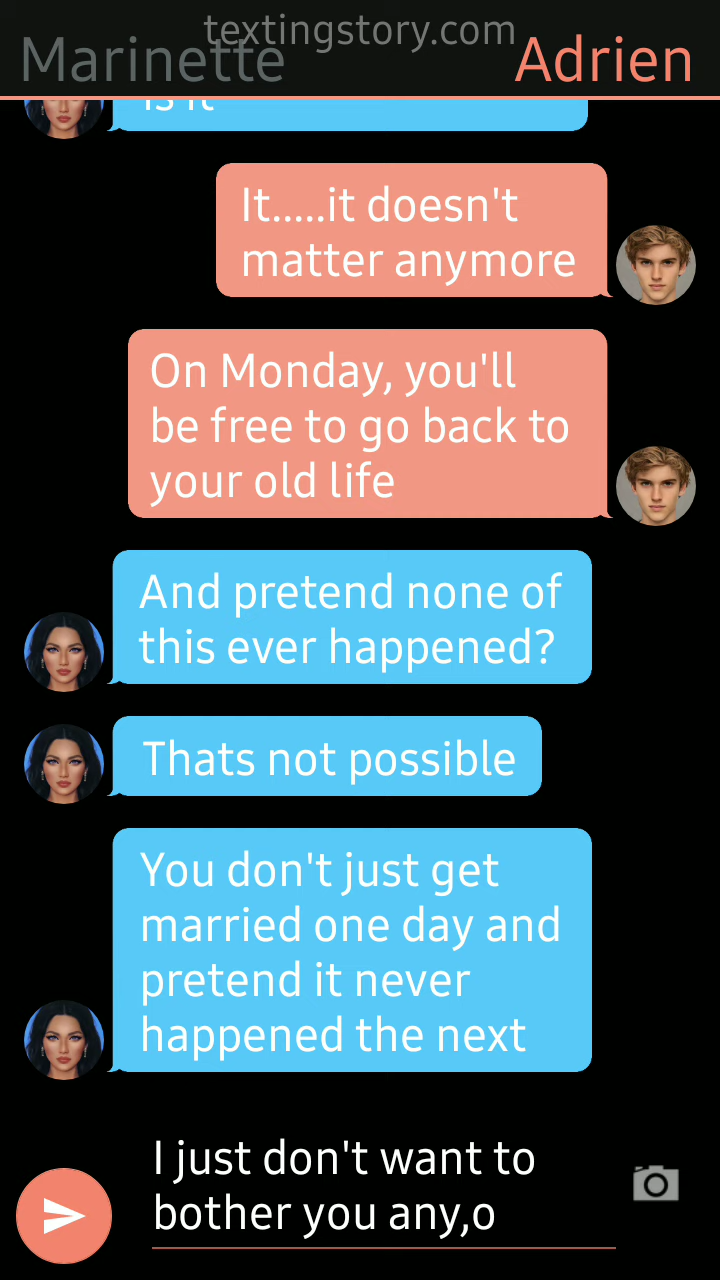 textingstory.com
Marinette
Adrien
is it
It.....it doesn't
matter anymore
On Monday, you'll
be free to go back to
your old life
And pretend none of
this ever happened?
Thats not possible
You don't just get
married one day and
pretend it never
happened the next
I just don't want to
bother you any,o